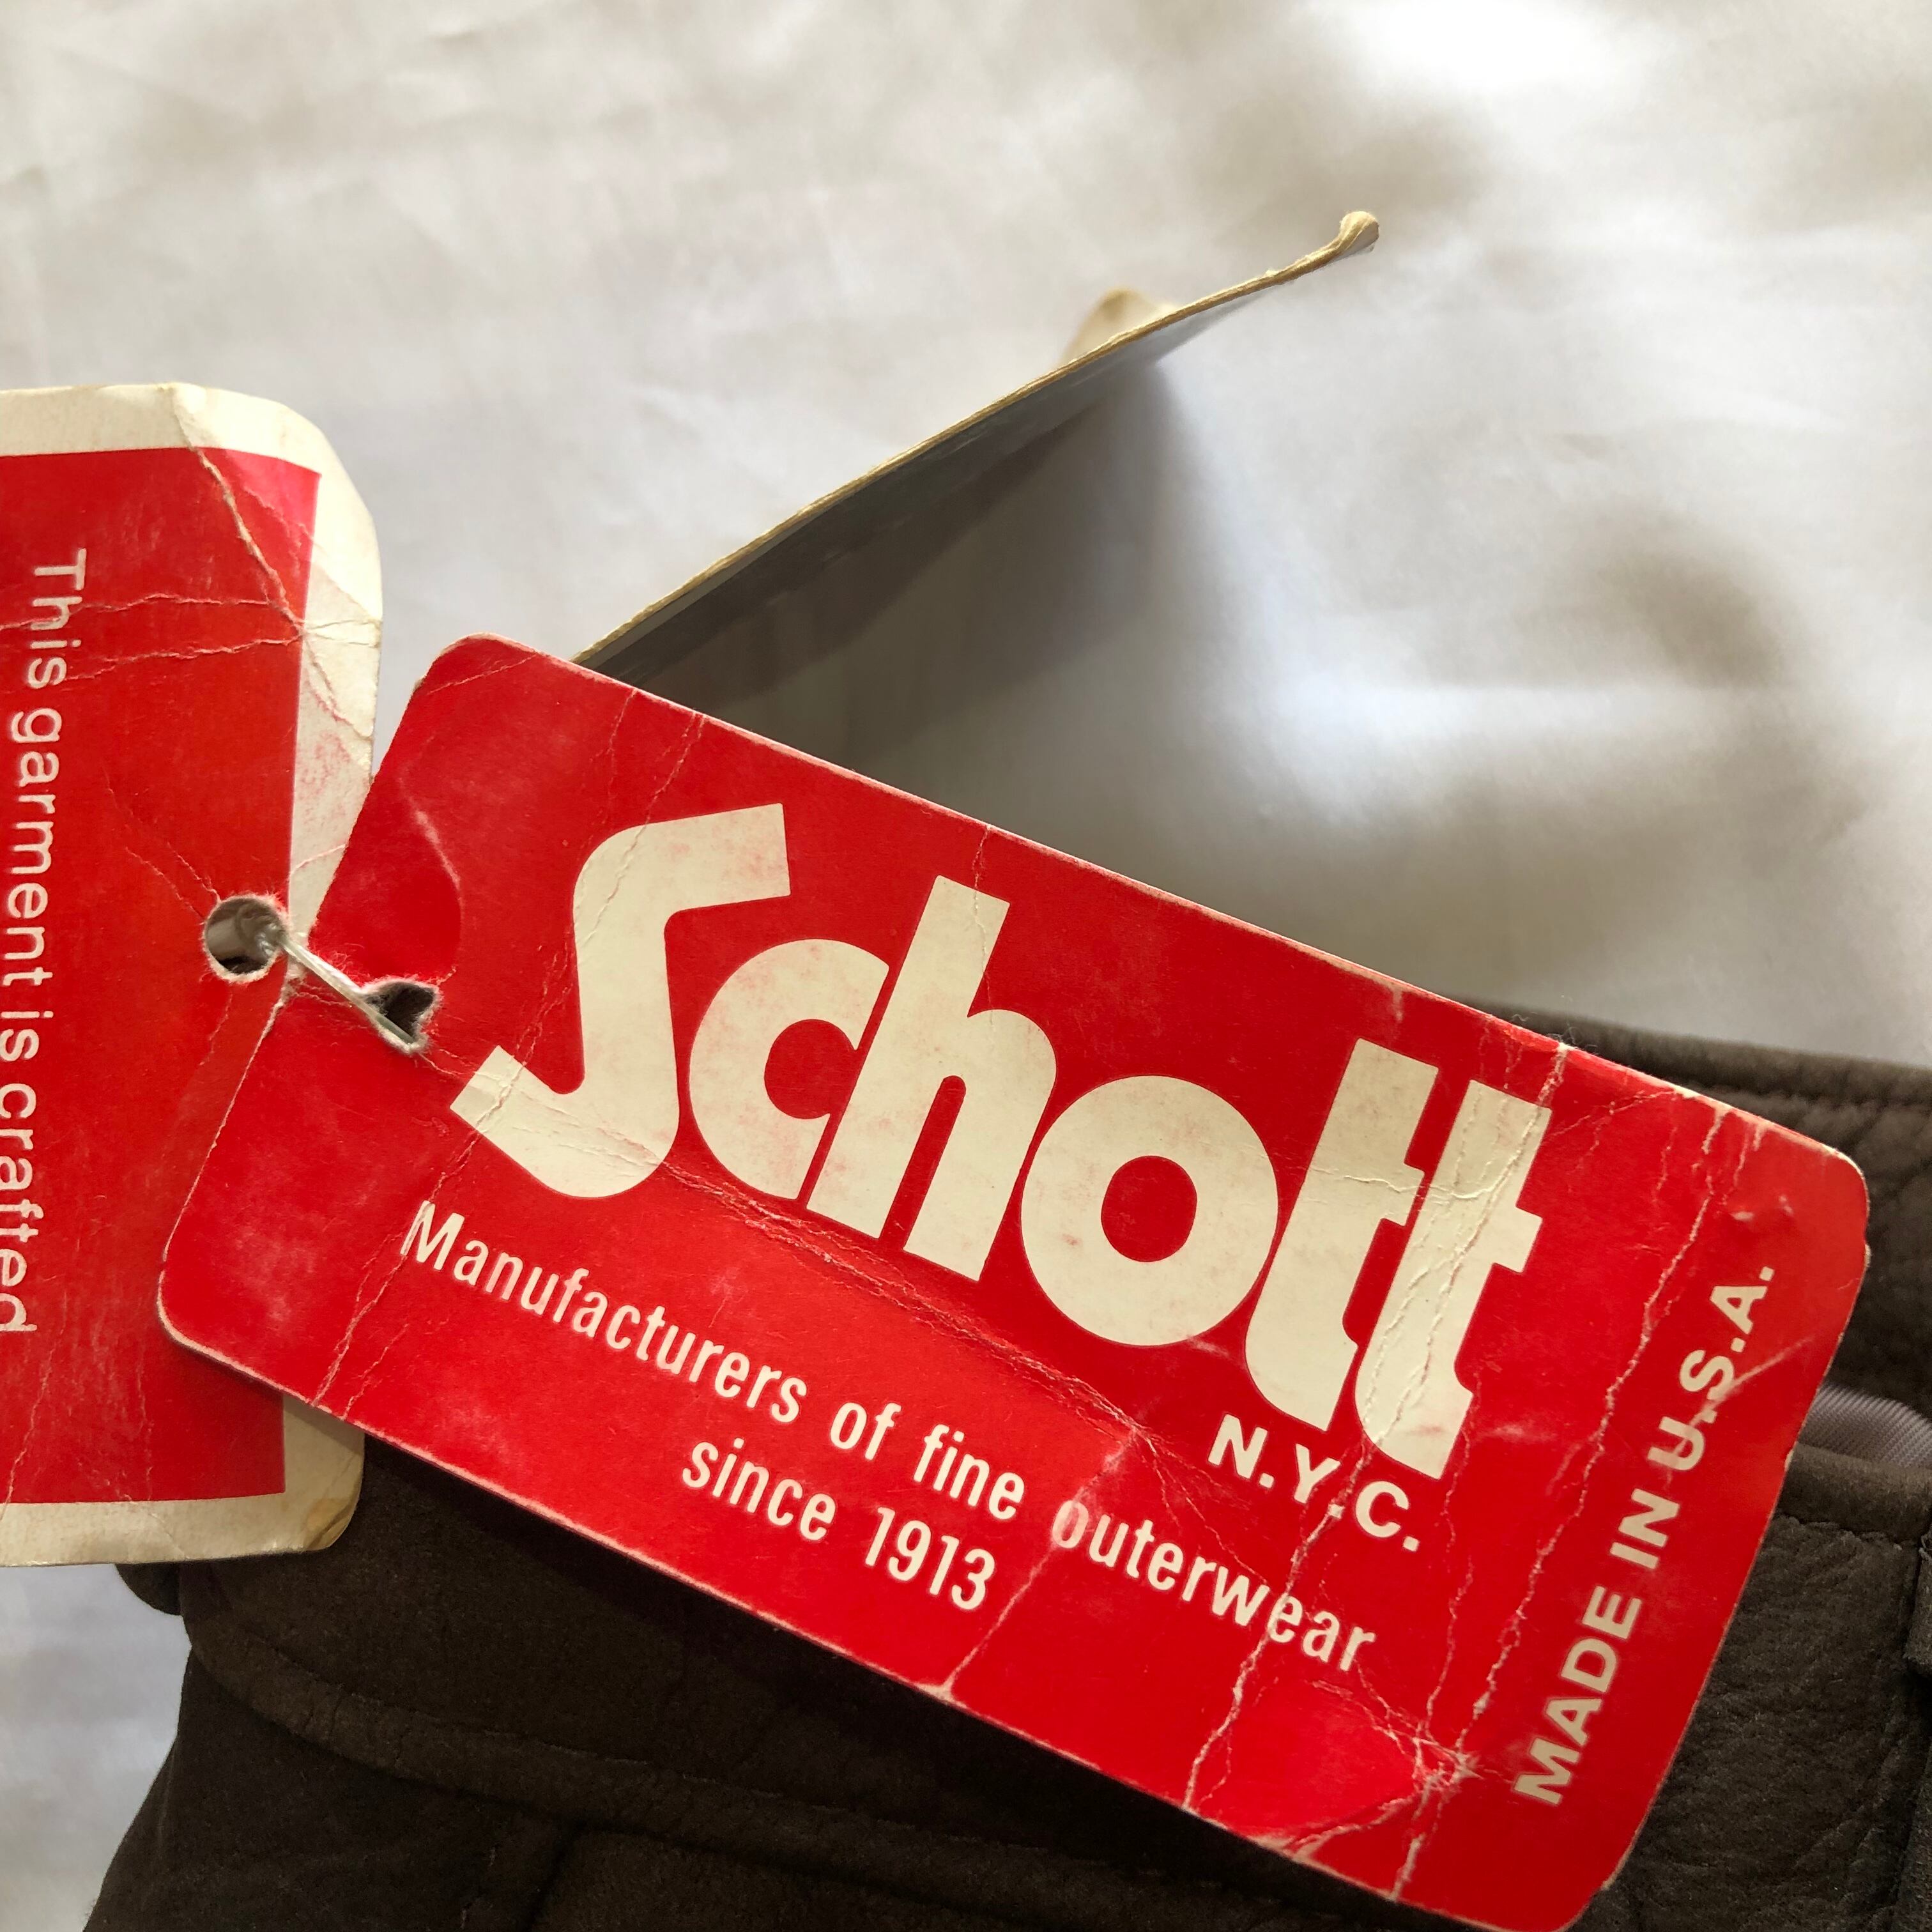 This garment is crafted
Schott
N.Y.C.
Manufacturers of fine outerwear
since 1913
MADE IN U.S.A.